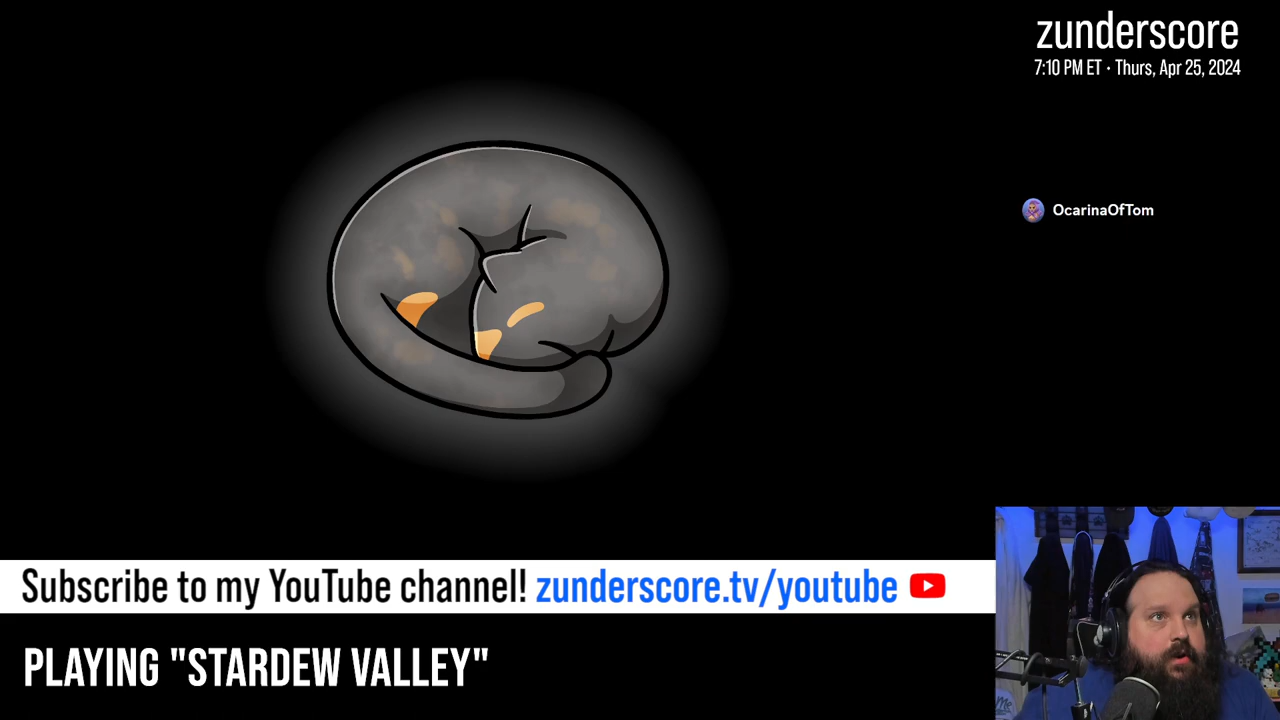 zunderscore
7:10 PM ET · Thurs, Apr 25, 2024
OcarinaOfTom
Subscribe to my YouTube channel! zunderscore.tv/youtube
PLAYING "STARDEW VALLEY"